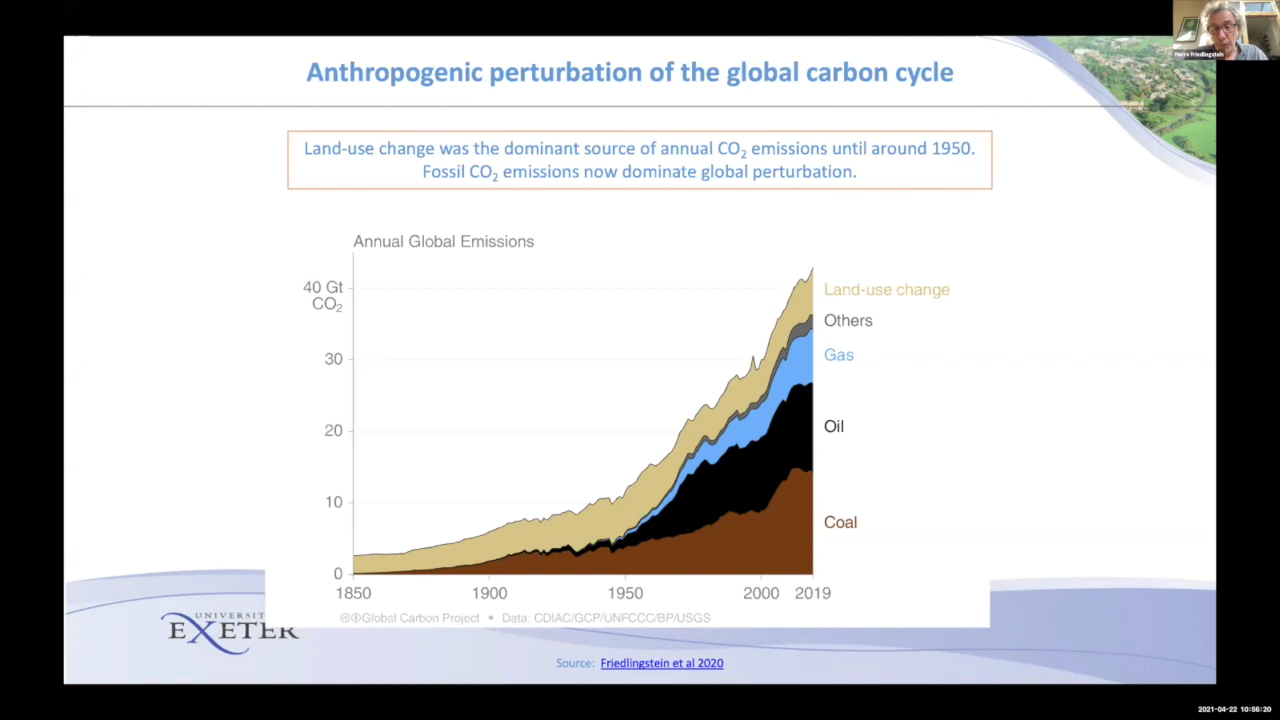 Pierre Friedlingstein
Anthropogenic perturbation of the global carbon cycle
Land-use change was the dominant source of annual CO₂ emissions until around 1950.
Fossil CO₂ emissions now dominate global perturbation.
Annual Global Emissions
40 Gt
CO₂
30
20
10
0
1850
1900
1950
2000
2019
Land-use change
Others
Gas
Oil
Coal
Global Carbon Project • Data: CDIAC/GCP/UNFCCC/BP/USGS
UNIVERSIT
EXETER
Source: Friedlingstein et al 2020
2021-04-22 10:56:20